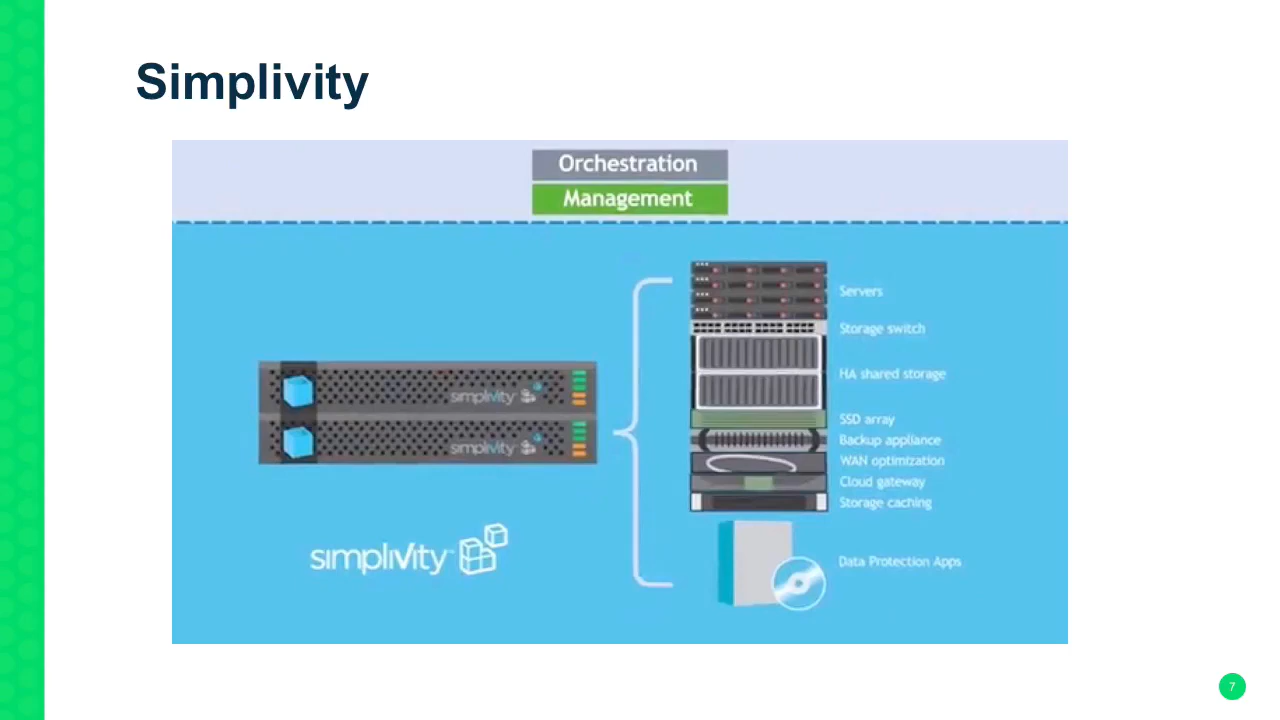 Simplivity
Orchestration
Management
Servers
Storage switch
HA shared storage
SSD array
Backup appliance
WAN optimization
Cloud gateway
Storage caching
simplivity
simplivity
simplivity™
Data Protection Apps
7